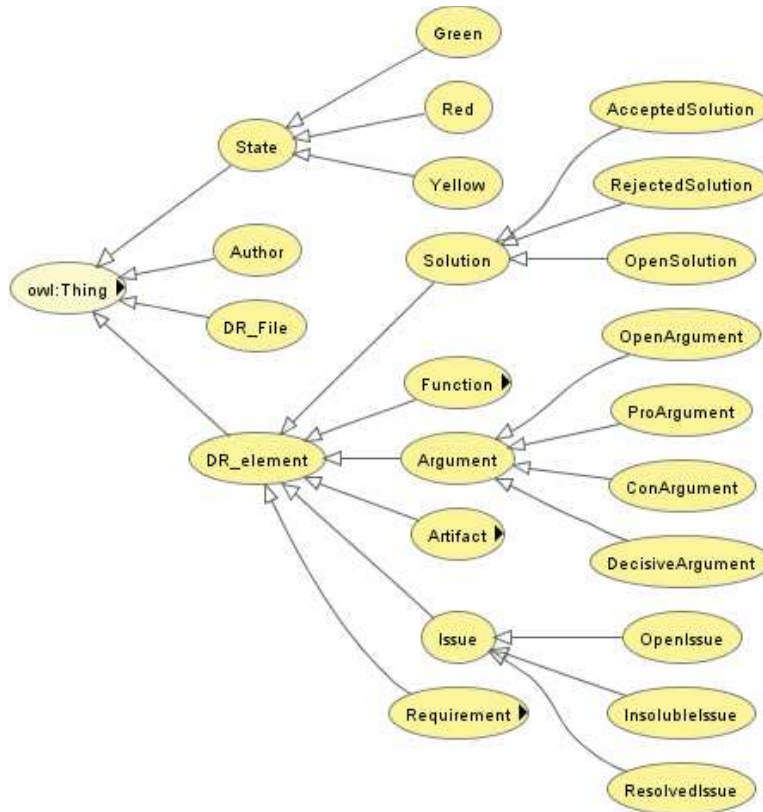 Green
AcceptedSolution
Red
State
RejectedSolution
Yellow
Author
Solution
OpenSolution
owl:Thing
DR_File
OpenArgument
Function
ProArgument
DR_element
Argument
ConArgument
Artifact
DecisiveArgument
Issue
OpenIssue
Requirement
InsolubleIssue
ResolvedIssue